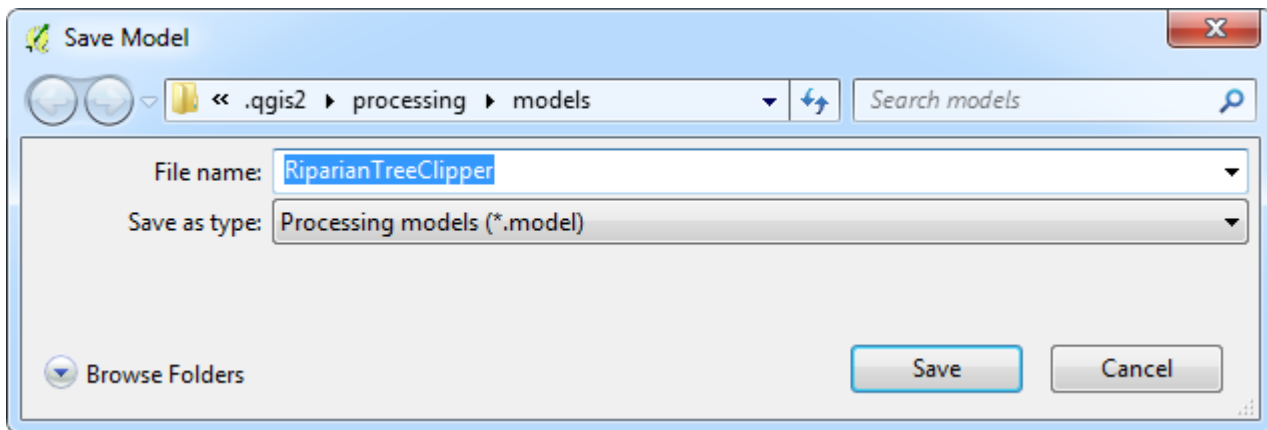 Save Model
« .qgis2 ▸ processing ▸ models Search models
File name: RiparianTreeClipper
Save as type: Processing models (*.model)
Browse Folders Save Cancel